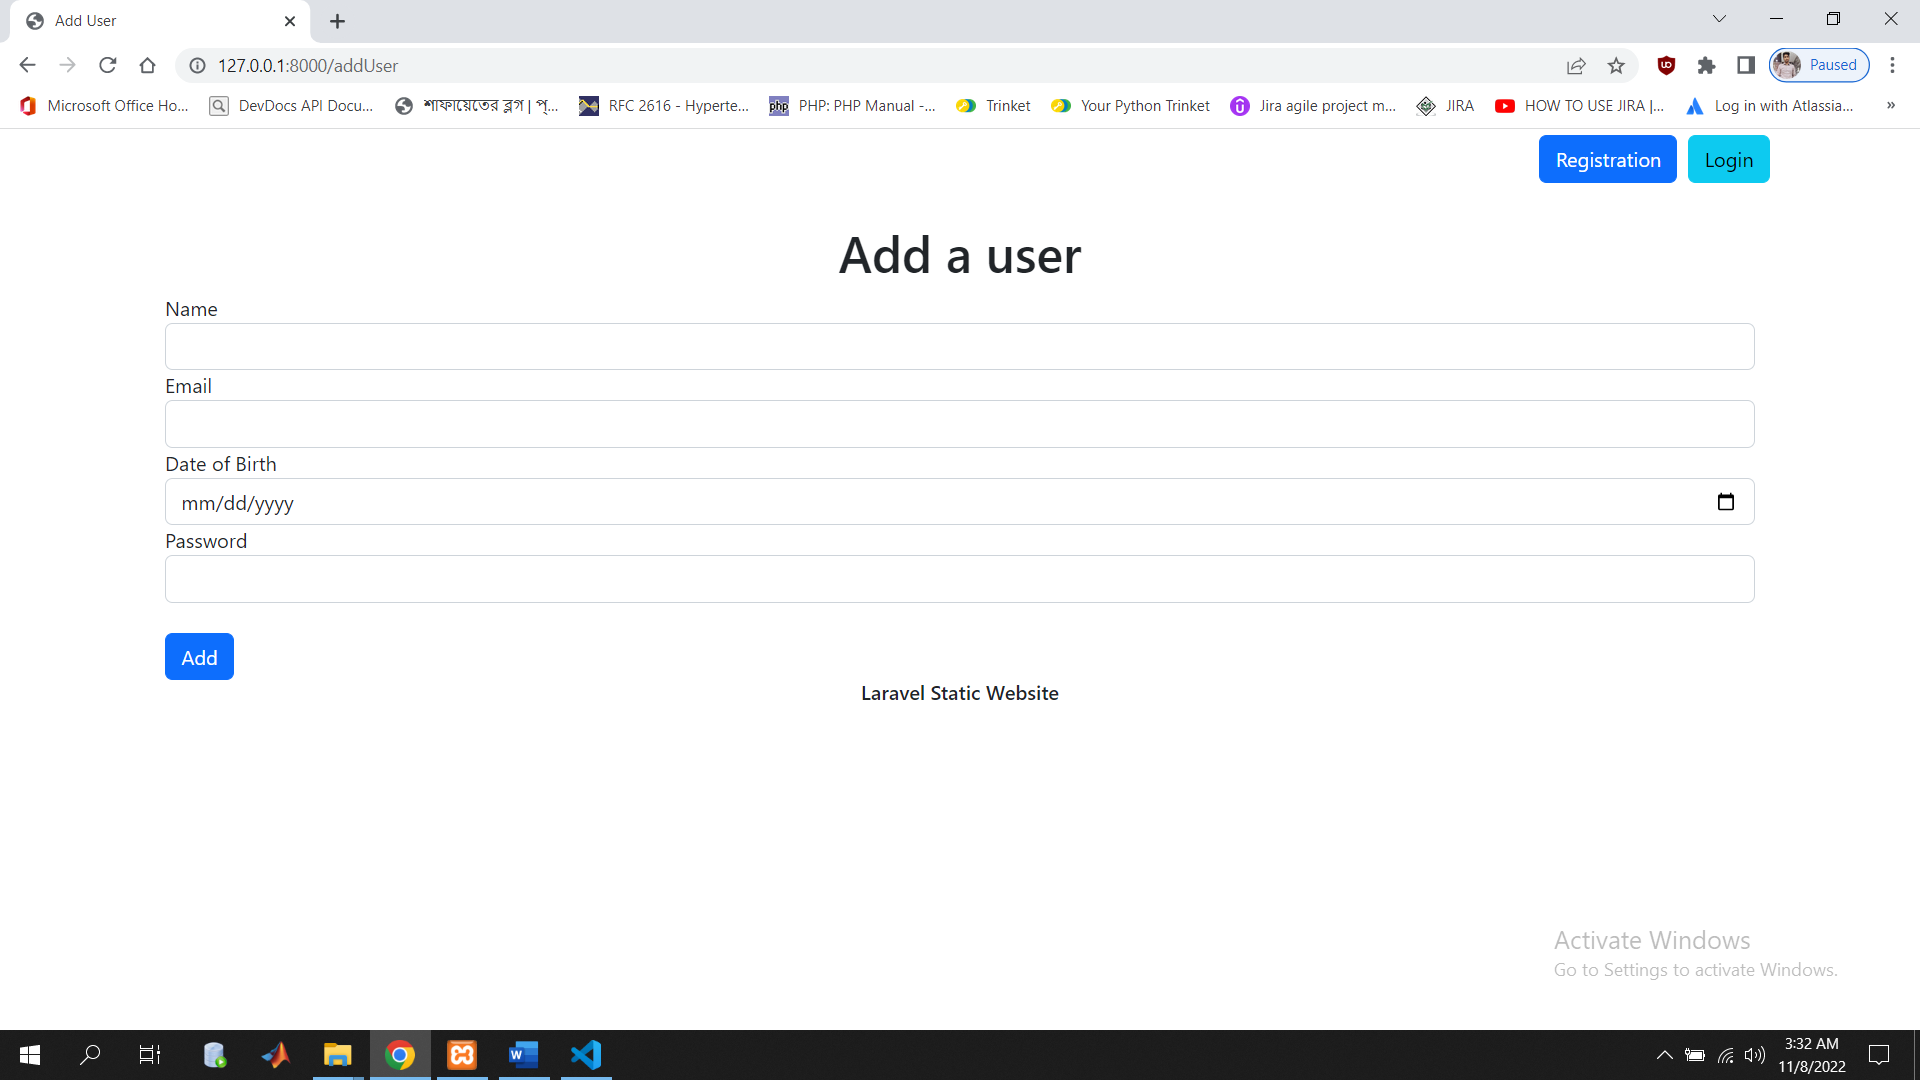 Add User
127.0.0.1:8000/addUser
Paused
Microsoft Office Ho...
DevDocs API Docu...
শাফায়েতের ব্লগ | প্...
RFC 2616 - Hyperte...
php
PHP: PHP Manual -...
Trinket
Your Python Trinket
Jira agile project m...
JIRA
HOW TO USE JIRA |...
Log in with Atlassia...
»
Registration
Login
Add a user
Name
Email
Date of Birth
mm/dd/yyyy
Password
Add
Laravel Static Website
Activate Windows
Go to Settings to activate Windows.
3:32 AM
11/8/2022